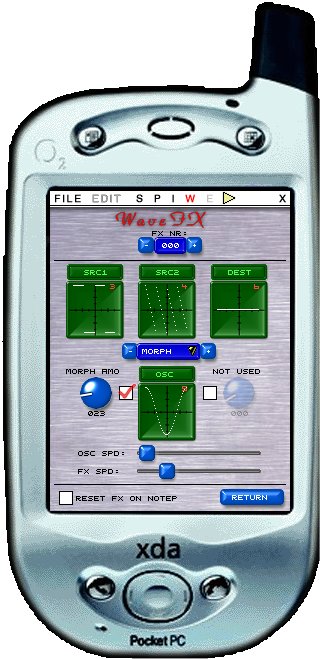 O2
FILE EDIT S P I W E X
WaveFX
FX NR:
- 000 +
SRC1 SRC2 DEST
3 4 6
- MORPH +
MORPH AMO OSC NOT USED
023 000
OSC SPD:
FX SPD:
RESET FX ON NOTEP RETURN
xda
Pocket PC